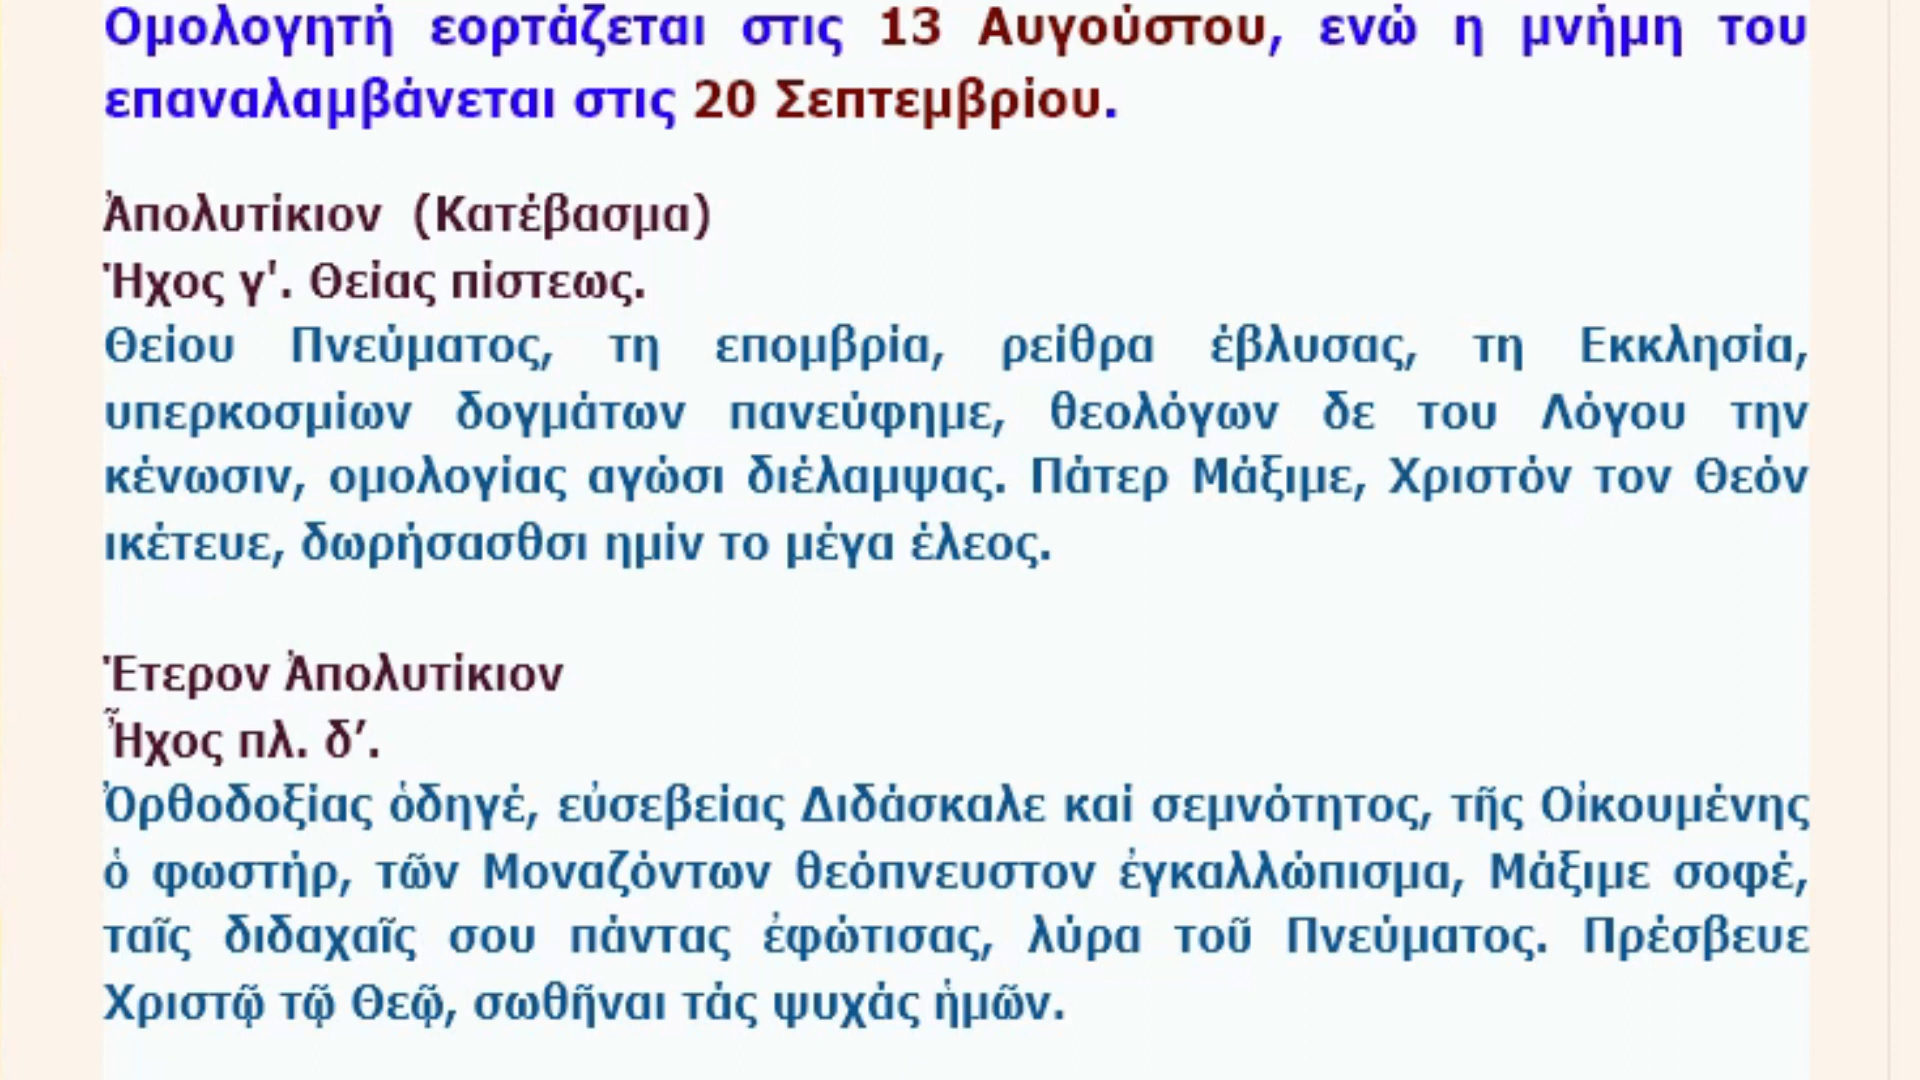 Ομολογητή εορτάζεται στις 13 Αυγούστου, ενώ η μνήμη του
επαναλαμβάνεται στις 20 Σεπτεμβρίου.
Ἀπολυτίκιον (Κατέβασμα)
Ἦχος γ'. Θείας πίστεως.
Θείου Πνεύματος, τη επομβρία, ρείθρα έβλυσας, τη Εκκλησία,
υπερκοσμίων δογμάτων πανεύφημε, θεολόγων δε του Λόγου την
κένωσιν, ομολογίας αγώσι διέλαμψας. Πάτερ Μάξιμε, Χριστόν τον Θεόν
ικέτευε, δωρήσασθσι ημίν το μέγα έλεος.
Ἕτερον Ἀπολυτίκιον
Ἦχος πλ. δ’.
Ὀρθοδοξίας ὁδηγέ, εὐσεβείας Διδάσκαλε καί σεμνότητος, τῆς Οἰκουμένης
ὁ φωστήρ, τῶν Μοναζόντων θεόπνευστον ἐγκαλλώπισμα, Μάξιμε σοφέ,
ταῖς διδαχαῖς σου πάντας ἐφώτισας, λύρα τοῦ Πνεύματος. Πρέσβευε
Χριστῷ τῷ Θεῷ, σωθῆναι τάς ψυχάς ἡμῶν.